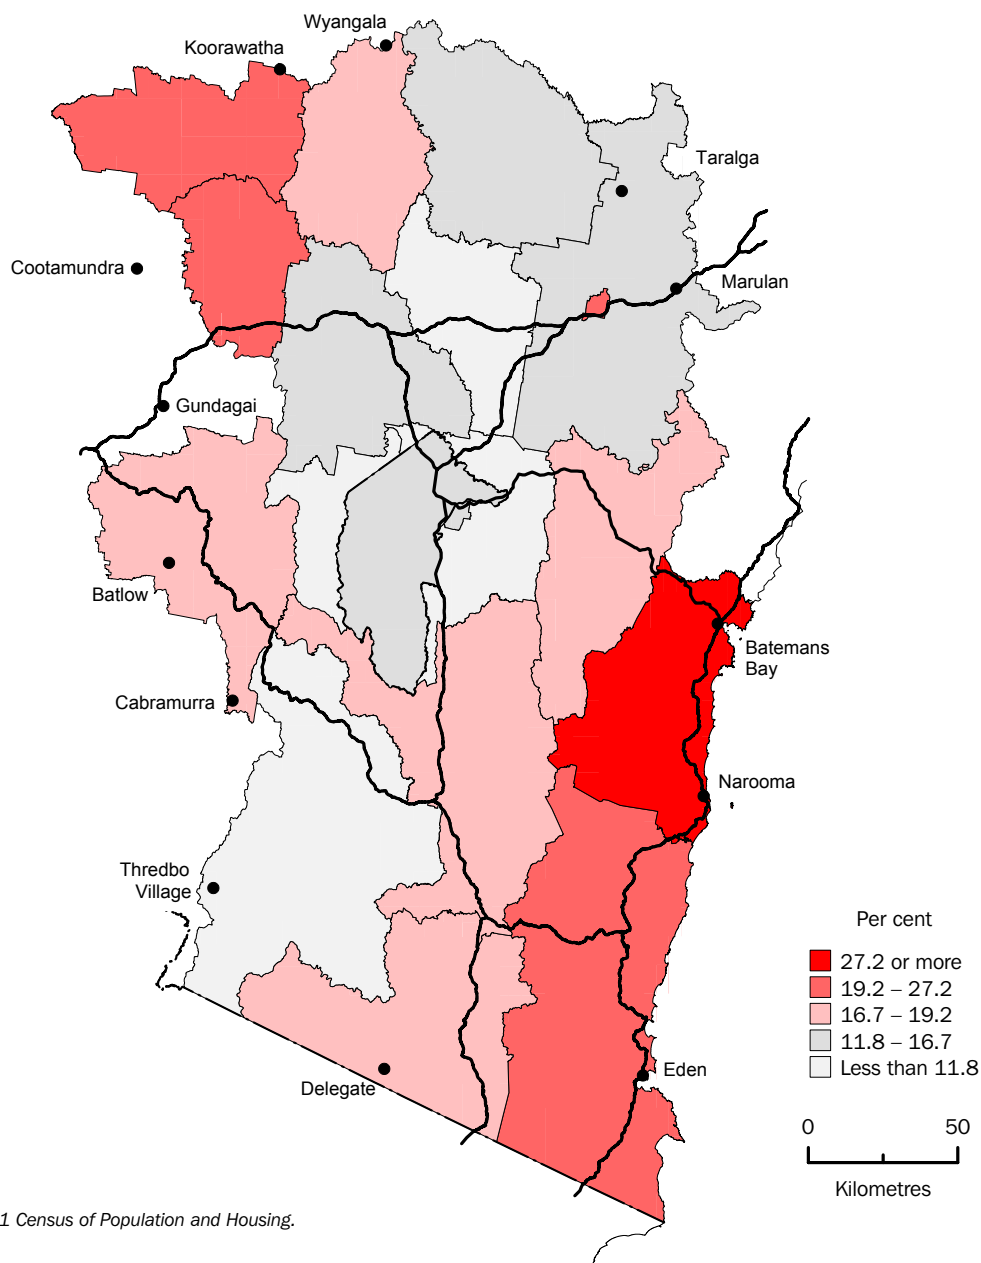 Wyangala
Koorawatha
Taralga
Cootamundra
Marulan
Gundagai
Batlow
Batemans
Bay
Cabramurra
Narooma
Thredbo
Village
Per cent
27.2 or more
19.2 – 27.2
16.7 – 19.2
11.8 – 16.7
Less than 11.8
Eden
Delegate
0 50
Kilometres
1 Census of Population and Housing.